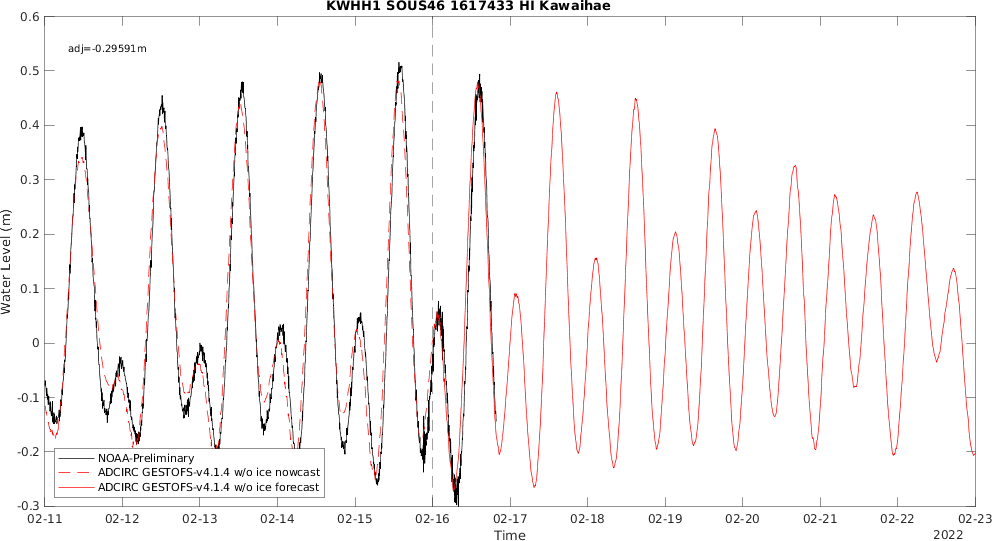 KWHH1 SOUS46 1617433 HI Kawaihae
adj=-0.29591m
Water Level (m)
0.6
0.5
0.4
0.3
0.2
0.1
0
-0.1
-0.2
-0.3
NOAA-Preliminary
ADCIRC GESTOFS-v4.1.4 w/o ice nowcast
ADCIRC GESTOFS-v4.1.4 w/o ice forecast
02-11 02-12 02-13 02-14 02-15 02-16 02-17 02-18 02-19 02-20 02-21 02-22 02-23
Time
2022